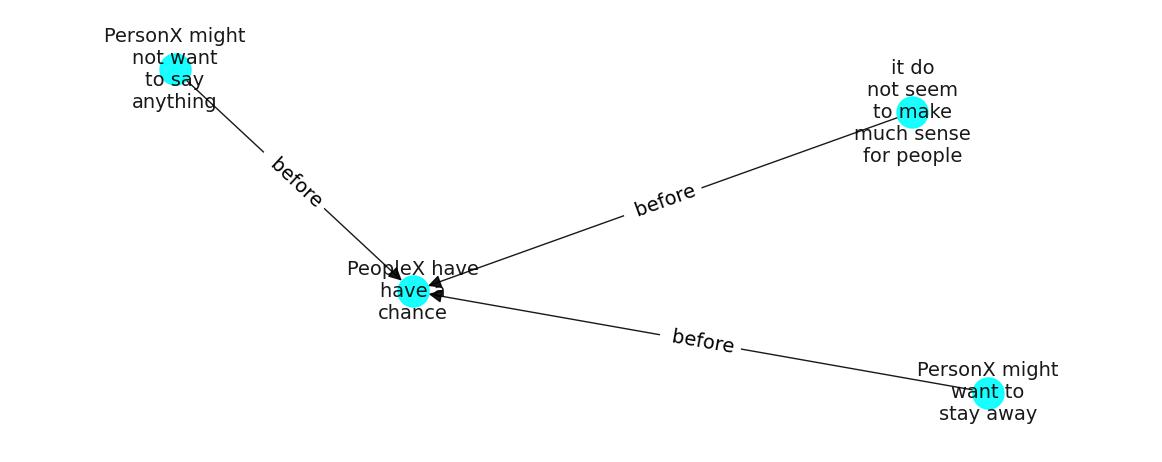 PersonX might
not want
to say
anything
it do
not seem
to make
much sense
for people
before
before
PeopleX have
have a
chance
before
PersonX might
want to
stay away